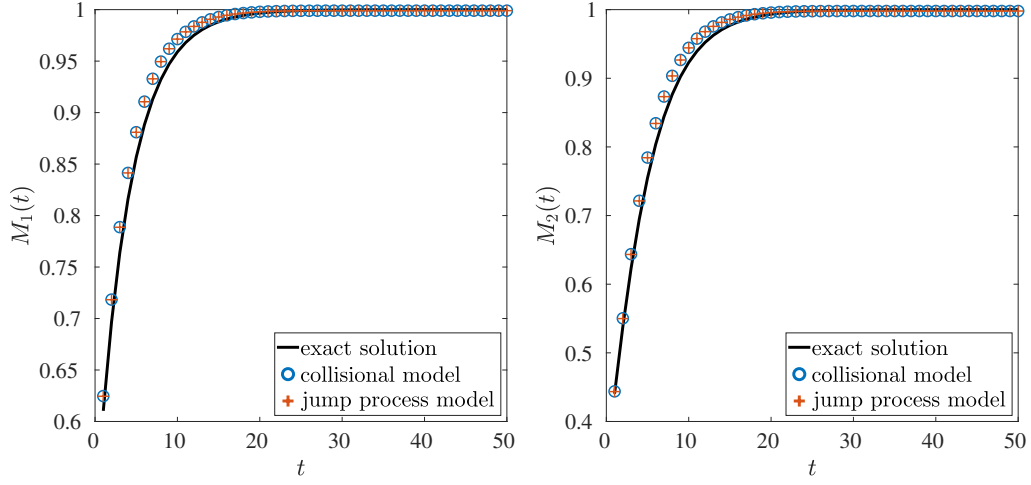 1
0.95
0.9
0.85
0.8
0.75
0.7
0.65
0.6
M₁(t)
0 10 20 30 40 50
t
exact solution
collisional model
jump process model
1
0.9
0.8
0.7
0.6
0.5
0.4
M₂(t)
0 10 20 30 40 50
t
exact solution
collisional model
jump process model